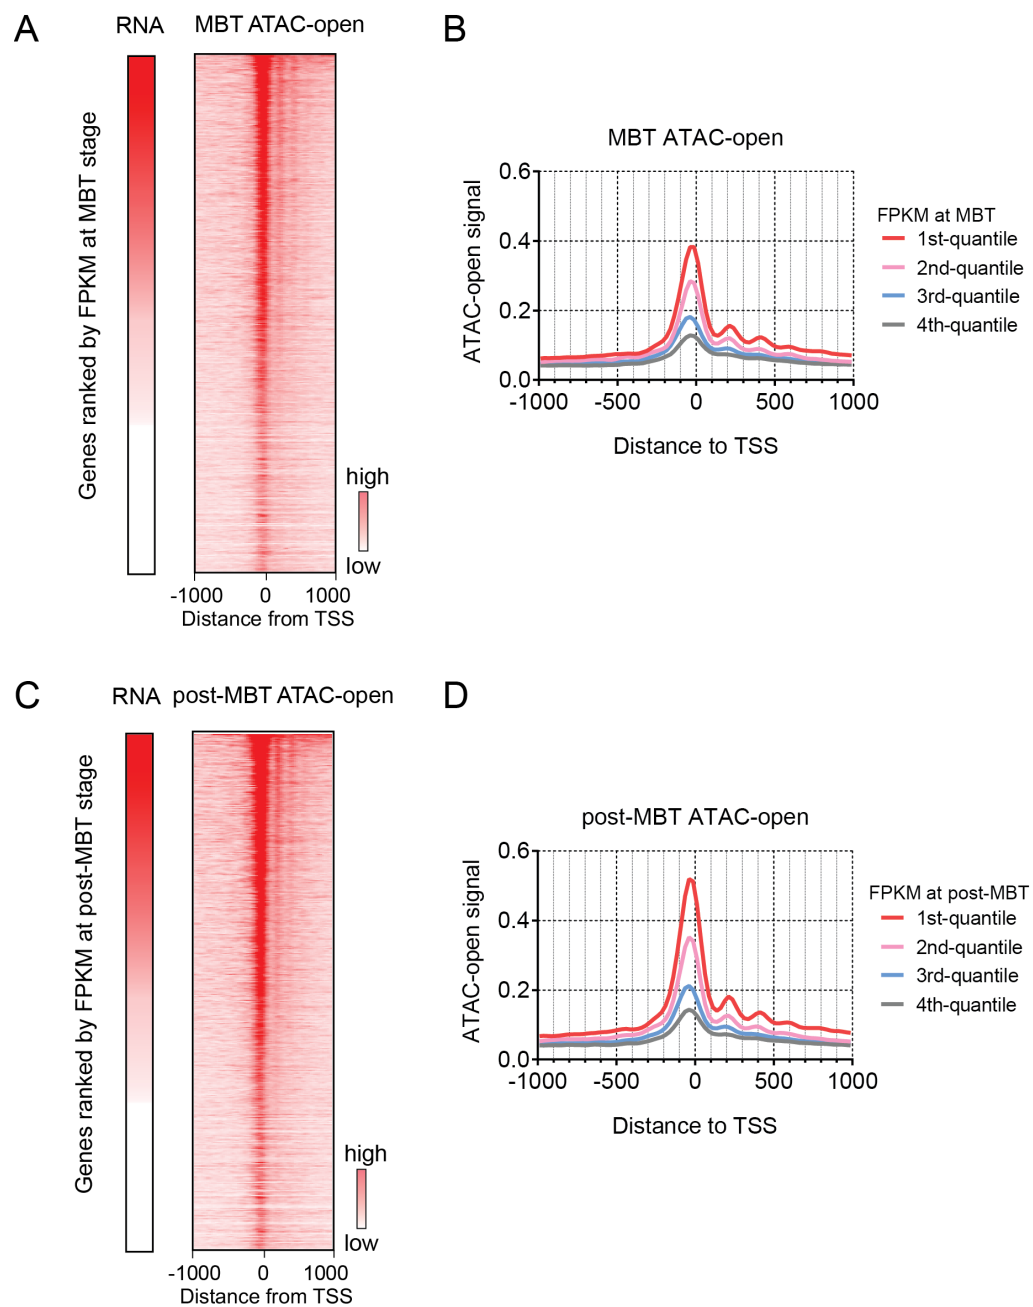 A
RNA
MBT ATAC-open
Genes ranked by FPKM at MBT stage
high
low
-1000
0
1000
Distance from TSS
B
MBT ATAC-open
ATAC-open signal
0.6
0.4
0.2
0.0
-1000
-500
0
500
1000
Distance to TSS
FPKM at MBT
1st-quantile
2nd-quantile
3rd-quantile
4th-quantile
C
RNA
post-MBT ATAC-open
Genes ranked by FPKM at post-MBT stage
high
low
-1000
0
1000
Distance from TSS
D
post-MBT ATAC-open
ATAC-open signal
0.6
0.4
0.2
0.0
-1000
-500
0
500
1000
Distance to TSS
FPKM at post-MBT
1st-quantile
2nd-quantile
3rd-quantile
4th-quantile